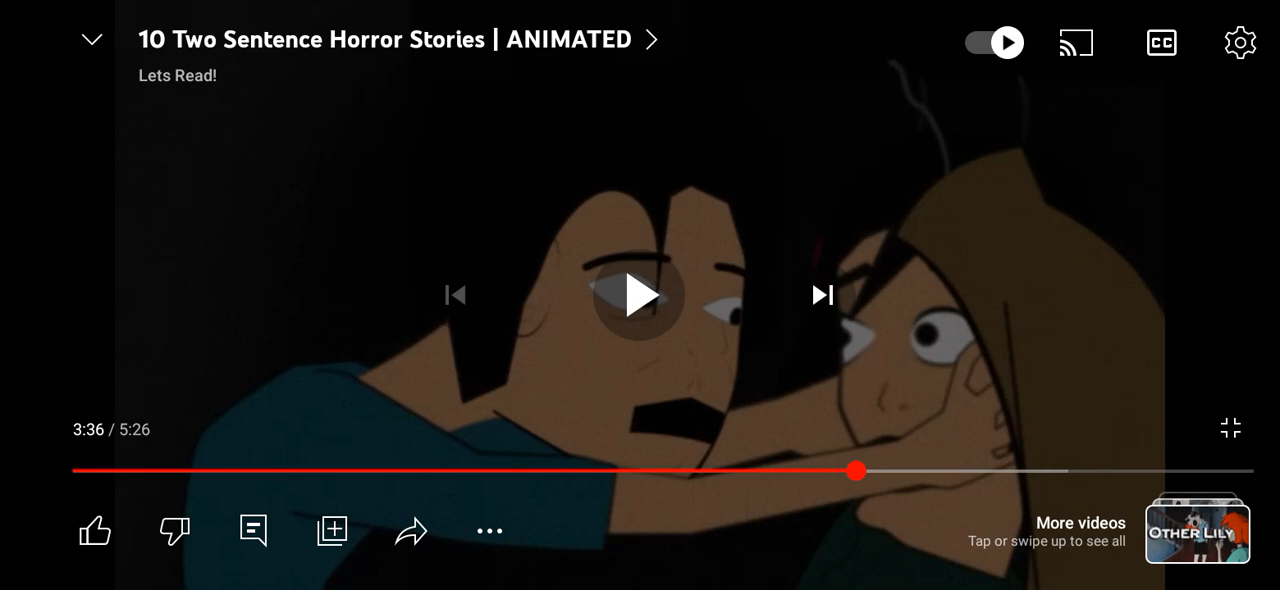 10 Two Sentence Horror Stories | ANIMATED
Lets Read!
CC
3:36 / 5:26
More videos
Tap or swipe up to see all
OTHER LILY